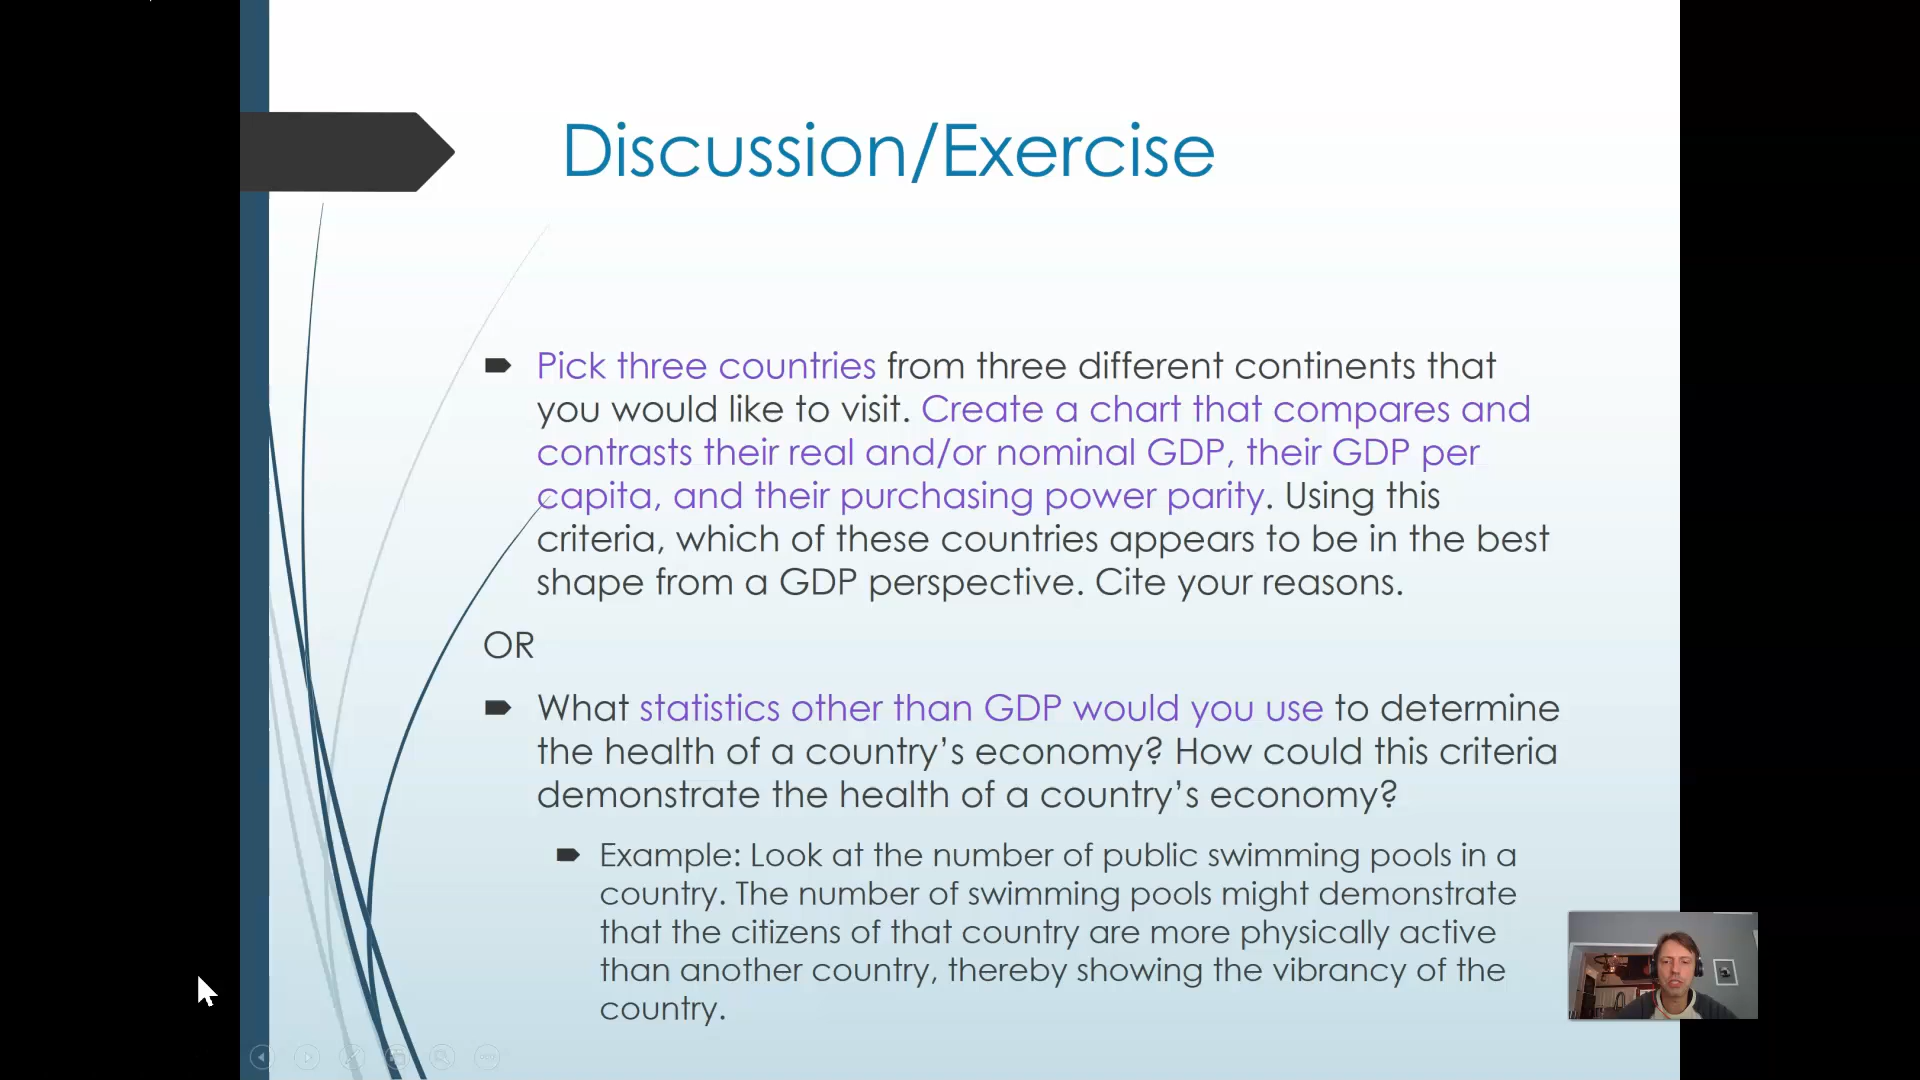 Discussion/Exercise
Pick three countries from three different continents that
you would like to visit. Create a chart that compares and
contrasts their real and/or nominal GDP, their GDP per
capita, and their purchasing power parity. Using this
criteria, which of these countries appears to be in the best
shape from a GDP perspective. Cite your reasons.
OR
What statistics other than GDP would you use to determine
the health of a country’s economy? How could this criteria
demonstrate the health of a country’s economy?
Example: Look at the number of public swimming pools in a
country. The number of swimming pools might demonstrate
that the citizens of that country are more physically active
than another country, thereby showing the vibrancy of the
country.